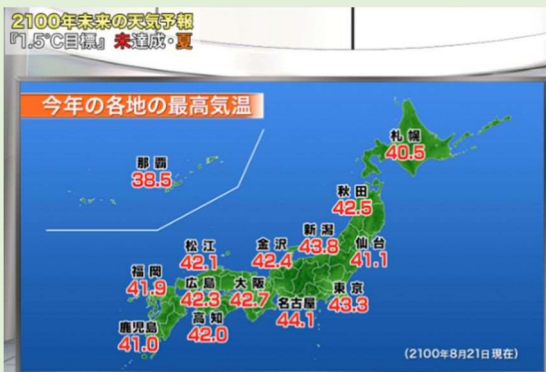 2100年未来の天気予報
『1.5℃目標』 未達成・夏
今年の各地の最高気温
札幌
40.5
那覇
38.5
秋田
42.5
新潟
43.8
仙台
41.1
金沢
42.4
松江
42.1
福岡
41.9
広島
42.3
大阪
42.7
東京
43.3
名古屋
44.1
高知
42.0
鹿児島
41.0
(2100年8月21日現在)